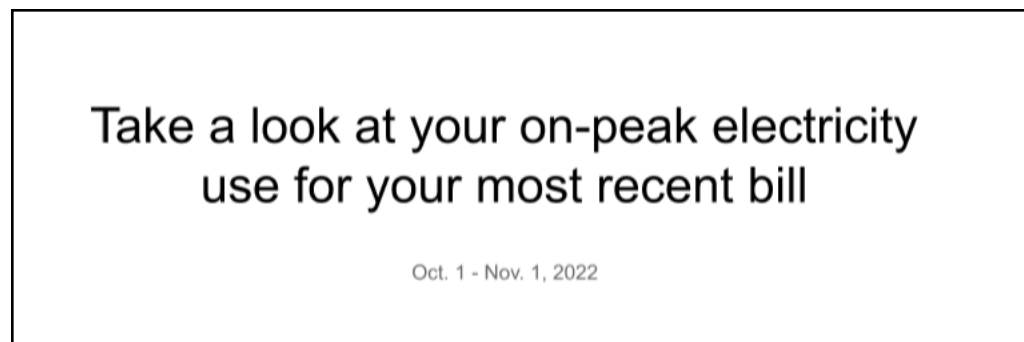 Take a look at your on-peak electricity
use for your most recent bill
Oct. 1 - Nov. 1, 2022